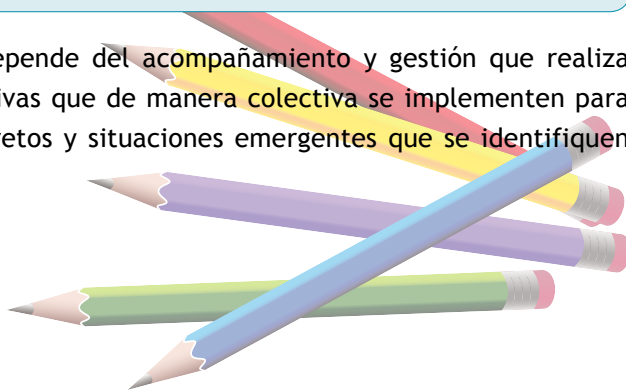 epende del acompañamiento y gestión que realiza
ivas que de manera colectiva se implementen para
retos y situaciones emergentes que se identifiquen